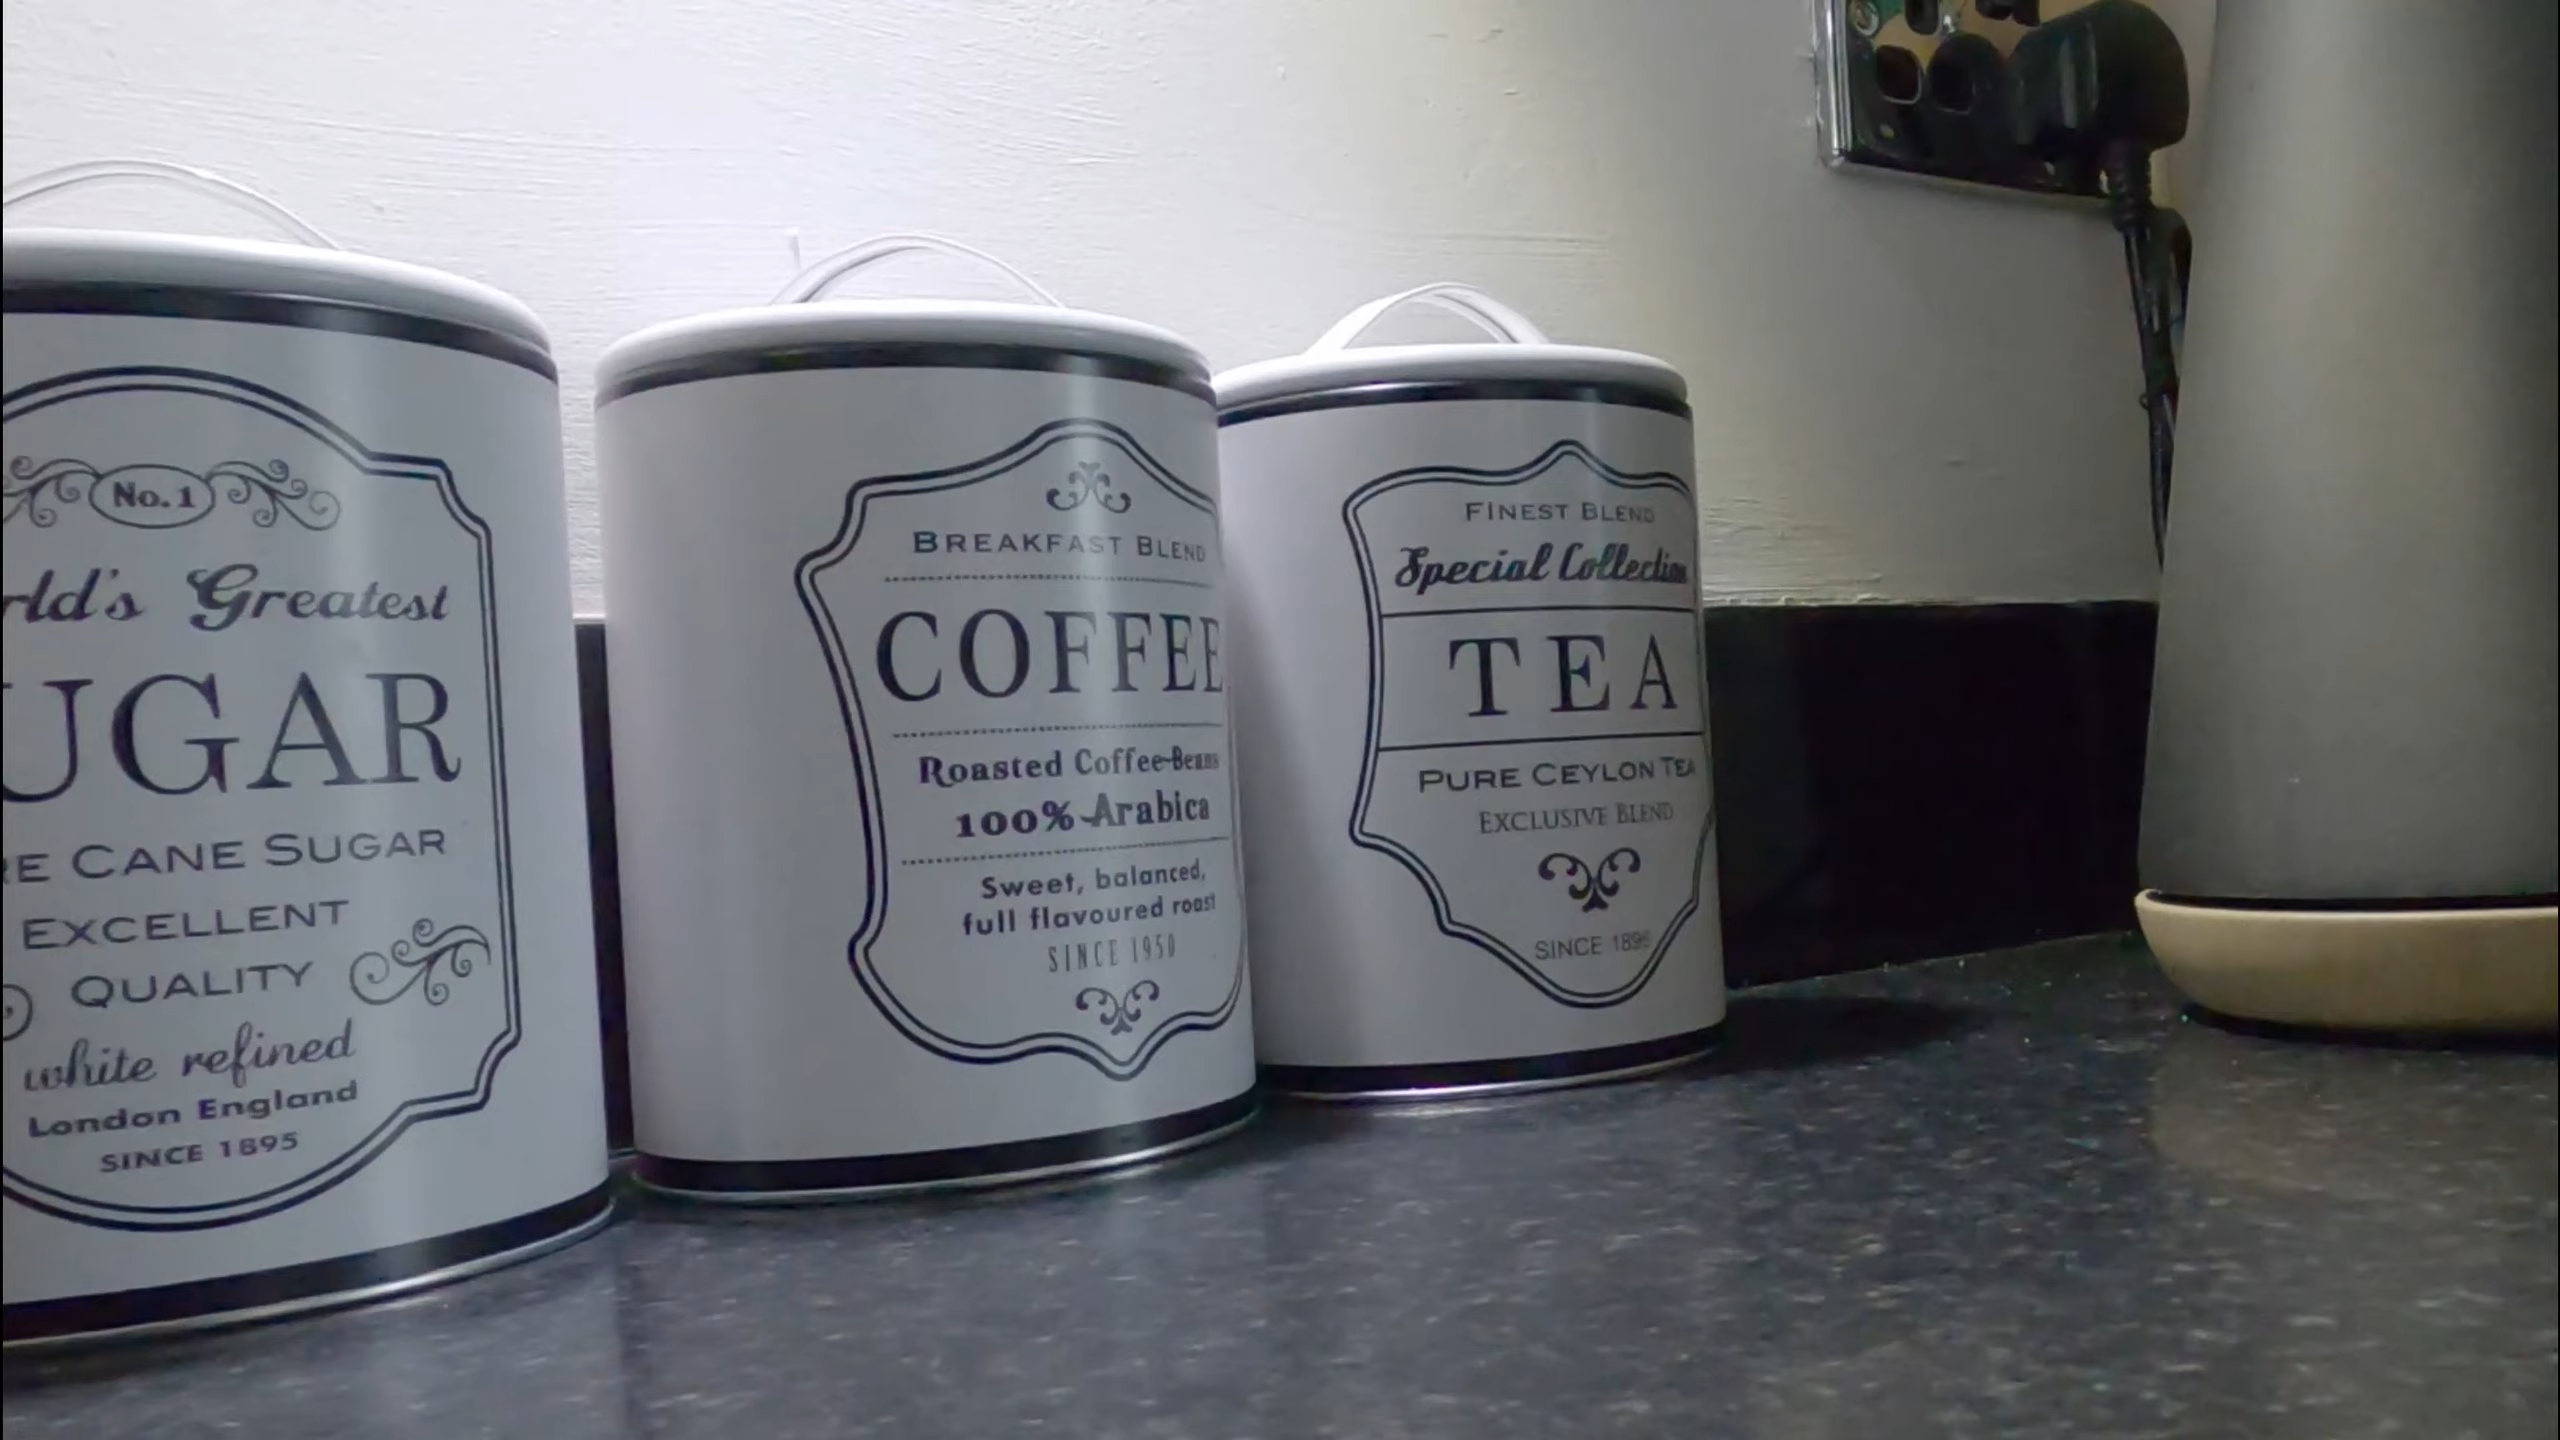 No. 1
rld's Greatest
UGAR
RE CANE SUGAR
EXCELLENT
QUALITY
white refined
London England
SINCE 1895
BREAKFAST BLEND
COFFEE
Roasted Coffee Beans
100% Arabica
Sweet, balanced,
full flavoured roast
SINCE 1950
FINEST BLEND
Special Collection
TEA
PURE CEYLON TEA
EXCLUSIVE BLEND
SINCE 1895